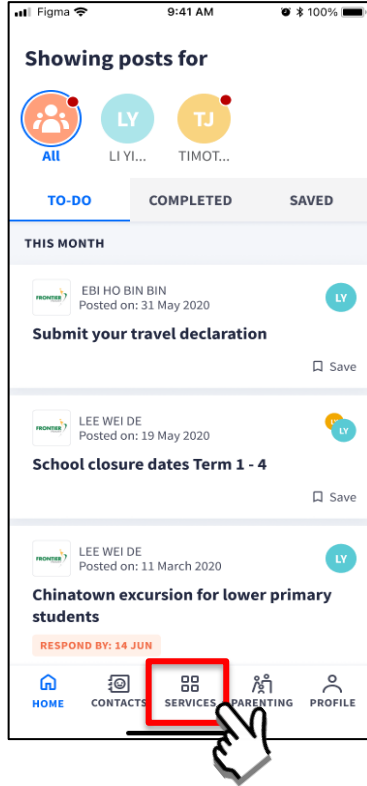 Figma 9:41 AM 100%
Showing posts for
LY TJ
All LI YI... TIMOT...
TO-DO COMPLETED SAVED
THIS MONTH
FRONTIER EBI HO BIN BIN
Posted on: 31 May 2020 LY
Submit your travel declaration
Save
FRONTIER LEE WEI DE
Posted on: 19 May 2020 LY
School closure dates Term 1 - 4
Save
FRONTIER LEE WEI DE
Posted on: 11 March 2020 LY
Chinatown excursion for lower primary
students
RESPOND BY: 14 JUN
HOME CONTACTS SERVICES PARENTING PROFILE